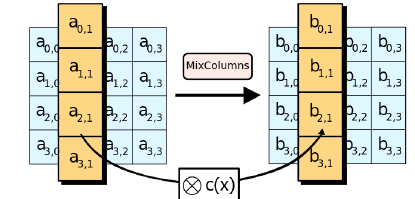 a0,1 b0,1
a0,0 a0,2 a0,3 b0,0 b0,2 b0,3
MixColumns
a1,1 b1,1
a1,0 a1,2 a1,3 b1,0 b1,2 b1,3
a2,0 a2,1 a2,2 a2,3 b2,0 b2,1 b2,2 b2,3
a3,0 a3,2 a3,3 b3,0 b3,2 b3,3
a3,1 b3,1
⊗ c(x)